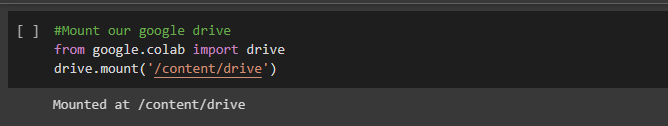 [ ] #Mount our google drive
from google.colab import drive
drive.mount('/content/drive')
Mounted at /content/drive